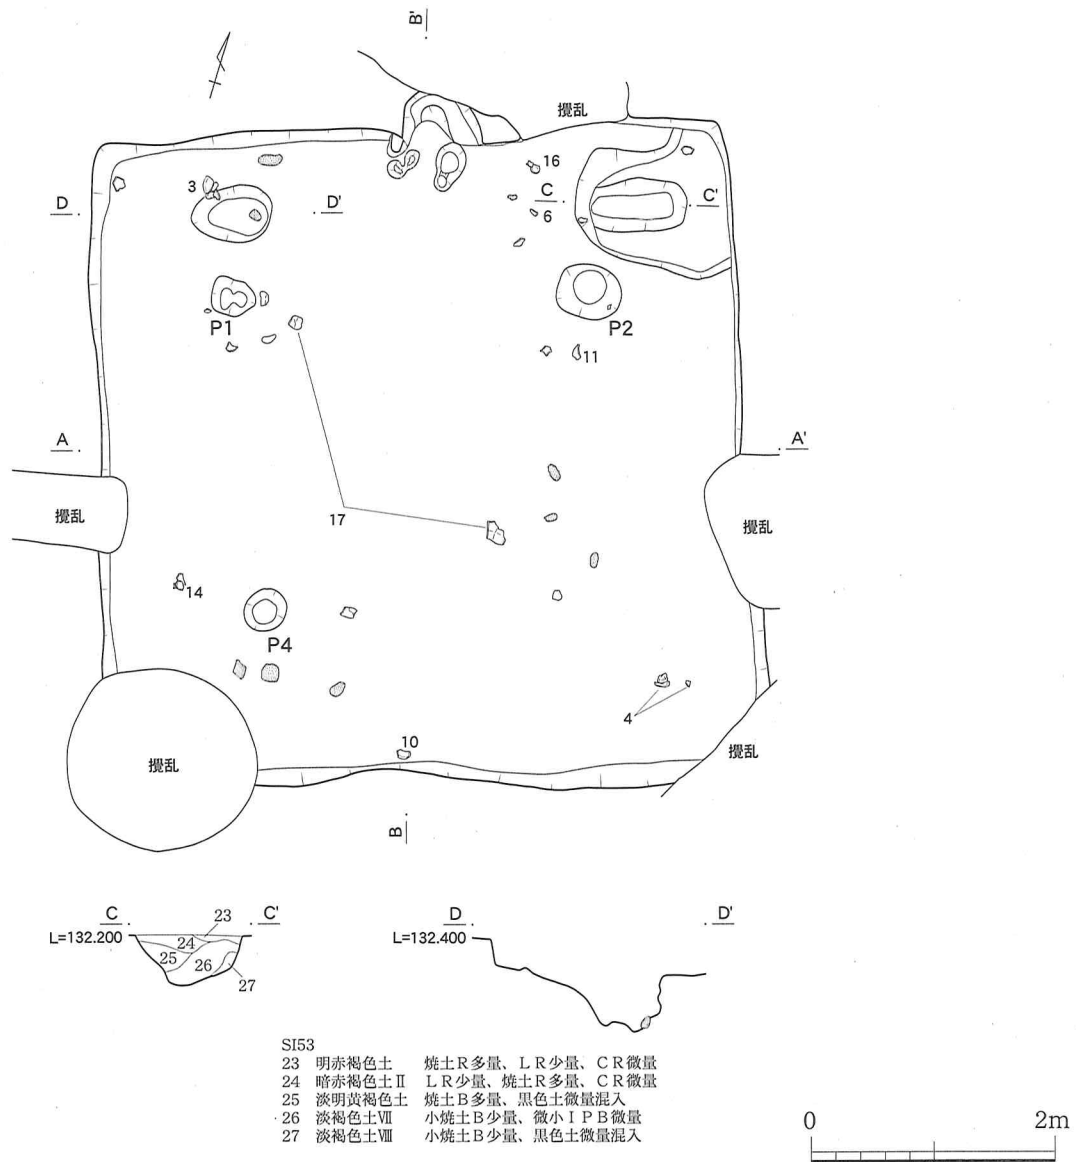 B'
攪乱
16
3
C
C'
D
D'
6
P1
P2
11
A
A'
攪乱
17
攪乱
14
P4
4
10
攪乱
攪乱
B
C
C'
23
D
D'
L=132.200
24
L=132.400
25
26
27
SI53
23 明赤褐色土 焼土R多量、LR少量、CR微量
24 暗赤褐色土Ⅱ LR少量、焼土R多量、CR微量
25 淡明黄褐色土 焼土B多量、黒色土微量混入
26 淡褐色土Ⅶ 小焼土B少量、微小IPB微量
27 淡褐色土Ⅷ 小焼土B少量、黒色土微量混入
0 2m